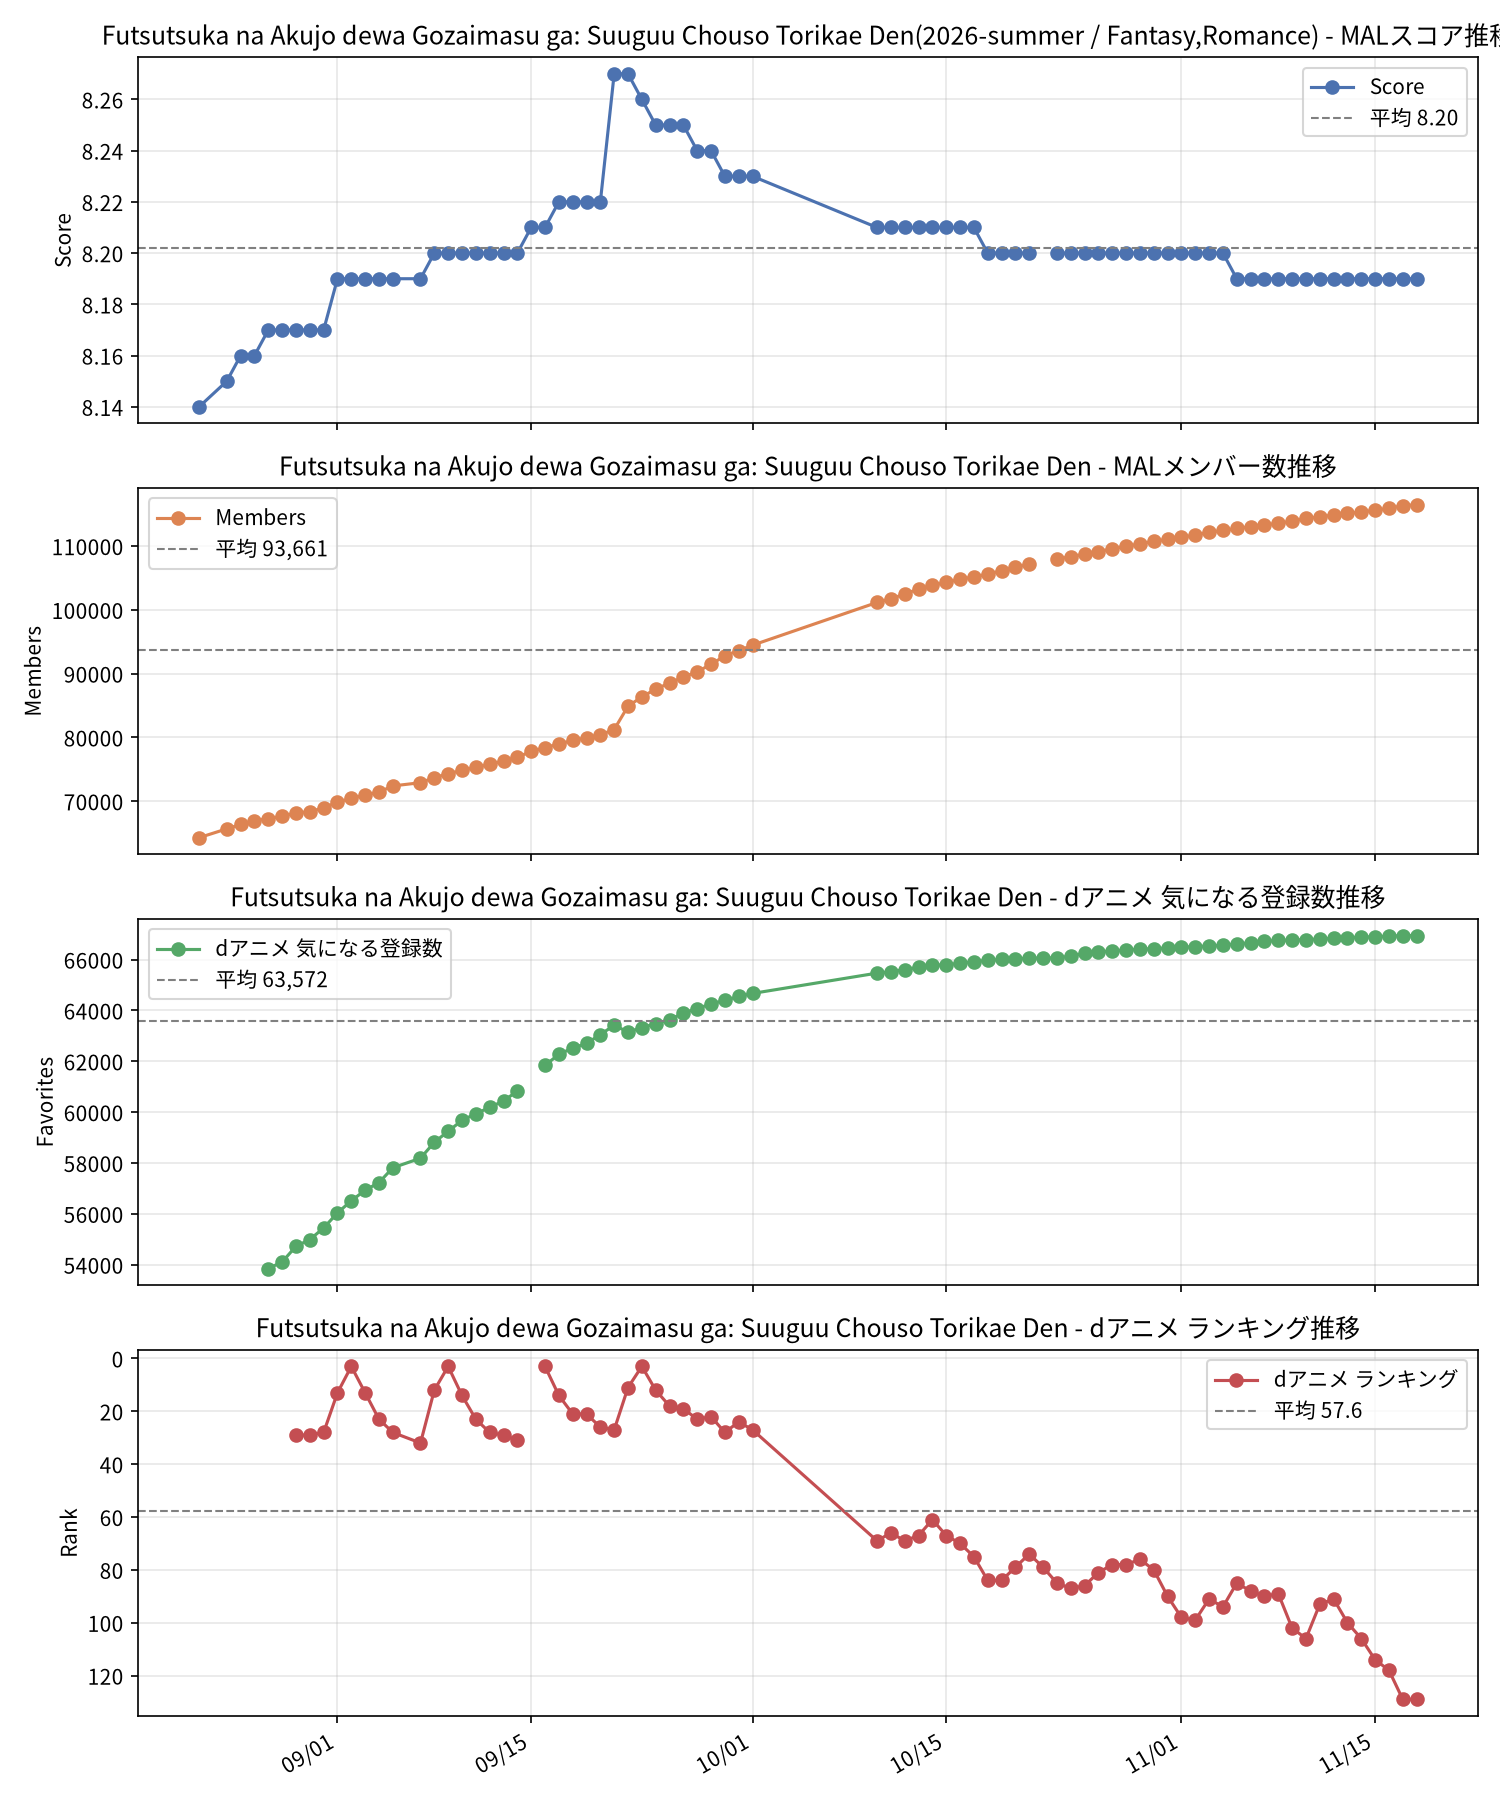 Futsutsuka na Akujo dewa Gozaimasu ga: Suuguu Chouso Torikae Den(2026-summer / Fantasy,Romance) - MALスコア推移
8.26
8.24
8.22
8.20
8.18
8.16
8.14
Score
Score
平均 8.20
Futsutsuka na Akujo dewa Gozaimasu ga: Suuguu Chouso Torikae Den - MALメンバー数推移
110000
100000
90000
80000
70000
Members
Members
平均 93,661
Futsutsuka na Akujo dewa Gozaimasu ga: Suuguu Chouso Torikae Den - dアニメ 気になる登録数推移
66000
64000
62000
60000
58000
56000
54000
Favorites
dアニメ 気になる登録数
平均 63,572
Futsutsuka na Akujo dewa Gozaimasu ga: Suuguu Chouso Torikae Den - dアニメ ランキング推移
0
20
40
60
80
100
120
Rank
dアニメ ランキング
平均 57.6
09/01
09/15
10/01
10/15
11/01
11/15